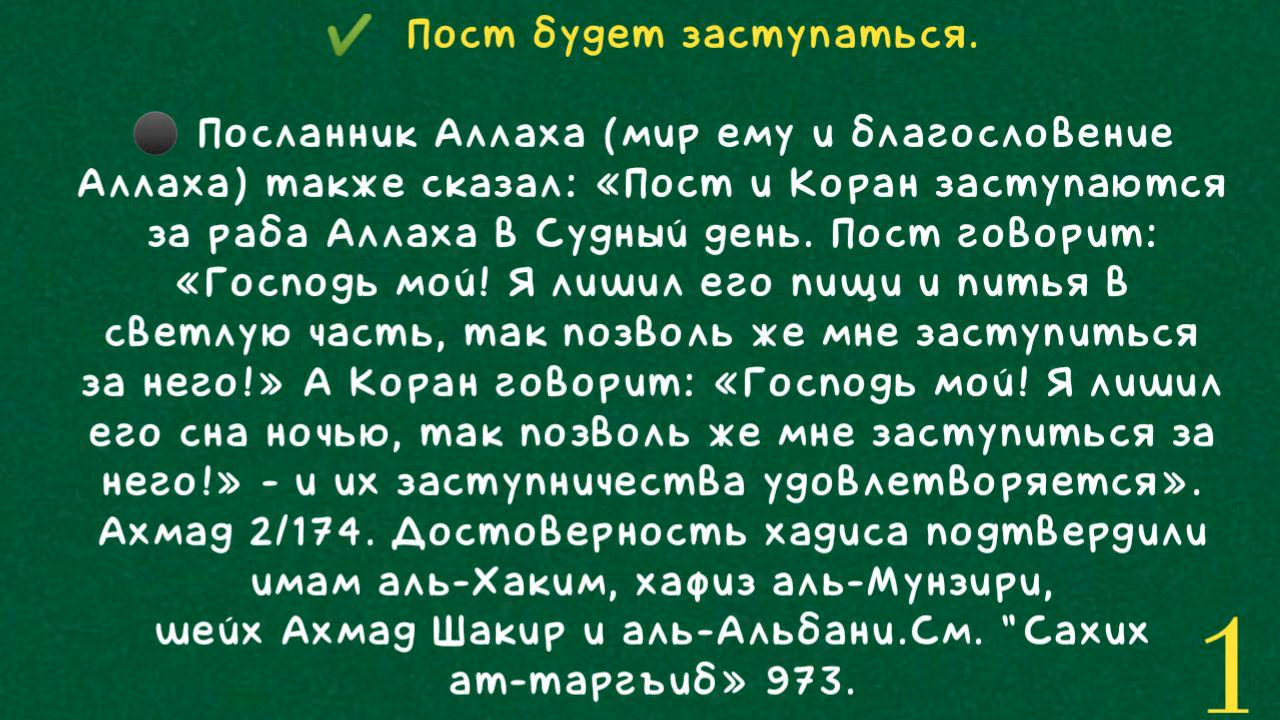 ✔ Пост будет заступаться.
⚫ Посланник Аллаха (мир ему и благословение
Аллаха) также сказал: «Пост и Коран заступаются
за раба Аллаха в Судный день. Пост говорит:
«Господь мой! Я лишил его пищи и питья в
светлую часть, так позволь же мне заступиться
за него!» А Коран говорит: «Господь мой! Я лишил
его сна ночью, так позволь же мне заступиться за
него!» - и их заступничества удовлетворяется».
Ахмад 2/174. Достоверность хадиса подтвердили
имам аль-Хаким, хафиз аль-Мунзири,
шейх Ахмад Шакир и аль-Альбани.См. "Сахих
ат-таргъиб» 973.
1